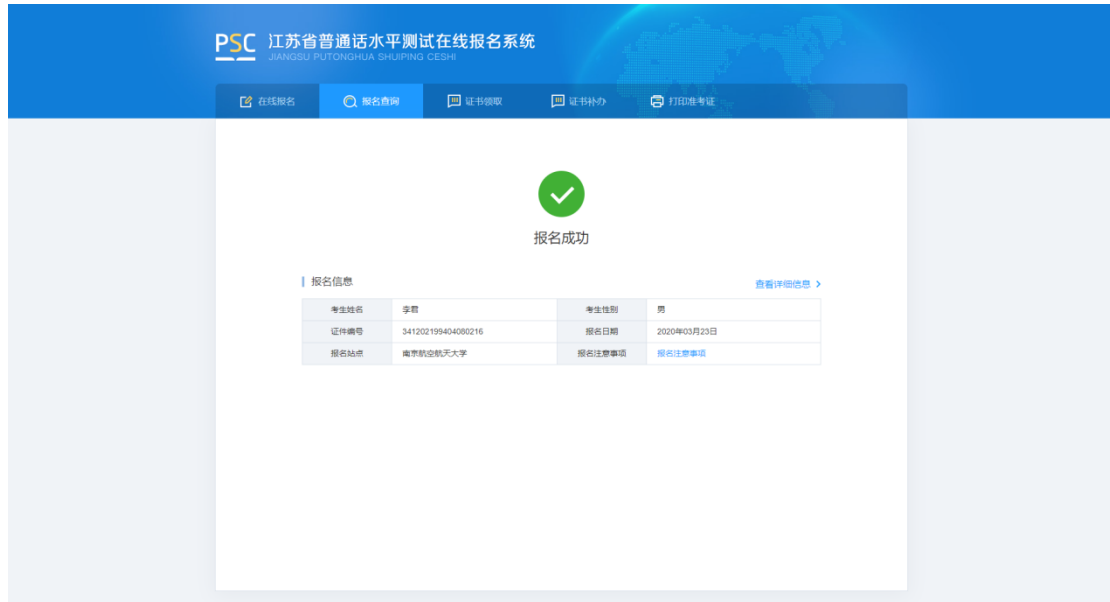 PSC 江苏省普通话水平测试在线报名系统
JIANGSU PUTONGHUA SHUIPING CESHI
在线报名 报名查询 证书领取 证书补办 打印准考证
报名成功
报名信息 查看详细信息
考生姓名 李君 考生性别 男
证件编号 341202199404080216 报名日期 2020年03月23日
报名站点 南京航空航天大学 报名注意事项 报名注意事项